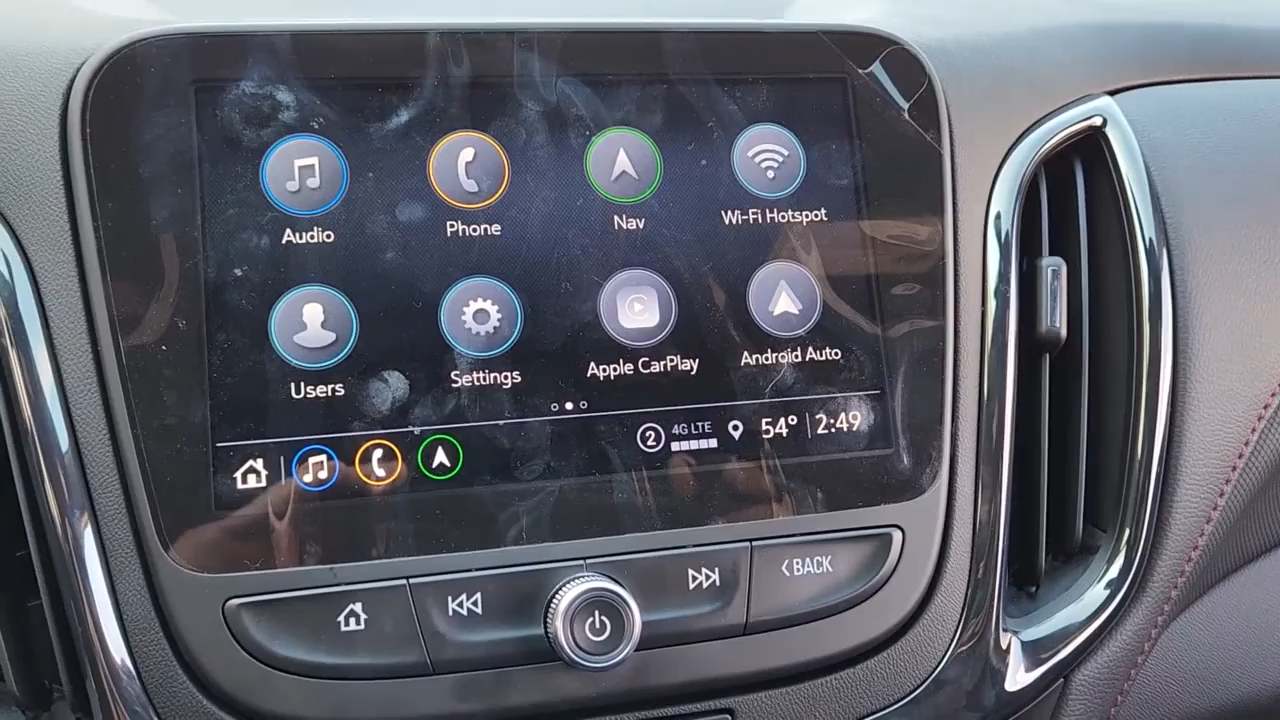 Audio
Phone
Nav
Wi-Fi Hotspot
Users
Settings
Apple CarPlay
Android Auto
2
4G LTE
54°
2:49
BACK